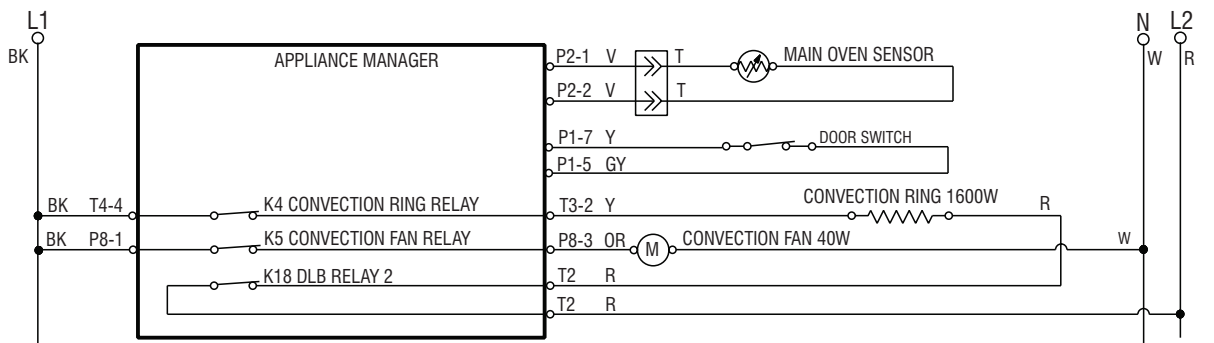 L1 N L2
BK W R
APPLIANCE MANAGER P2-1 V T MAIN OVEN SENSOR
P2-2 V T
P1-7 Y DOOR SWITCH
P1-5 GY
BK T4-4 K4 CONVECTION RING RELAY T3-2 Y CONVECTION RING 1600W R
BK P8-1 K5 CONVECTION FAN RELAY P8-3 OR M CONVECTION FAN 40W W
K18 DLB RELAY 2 T2 R
T2 R